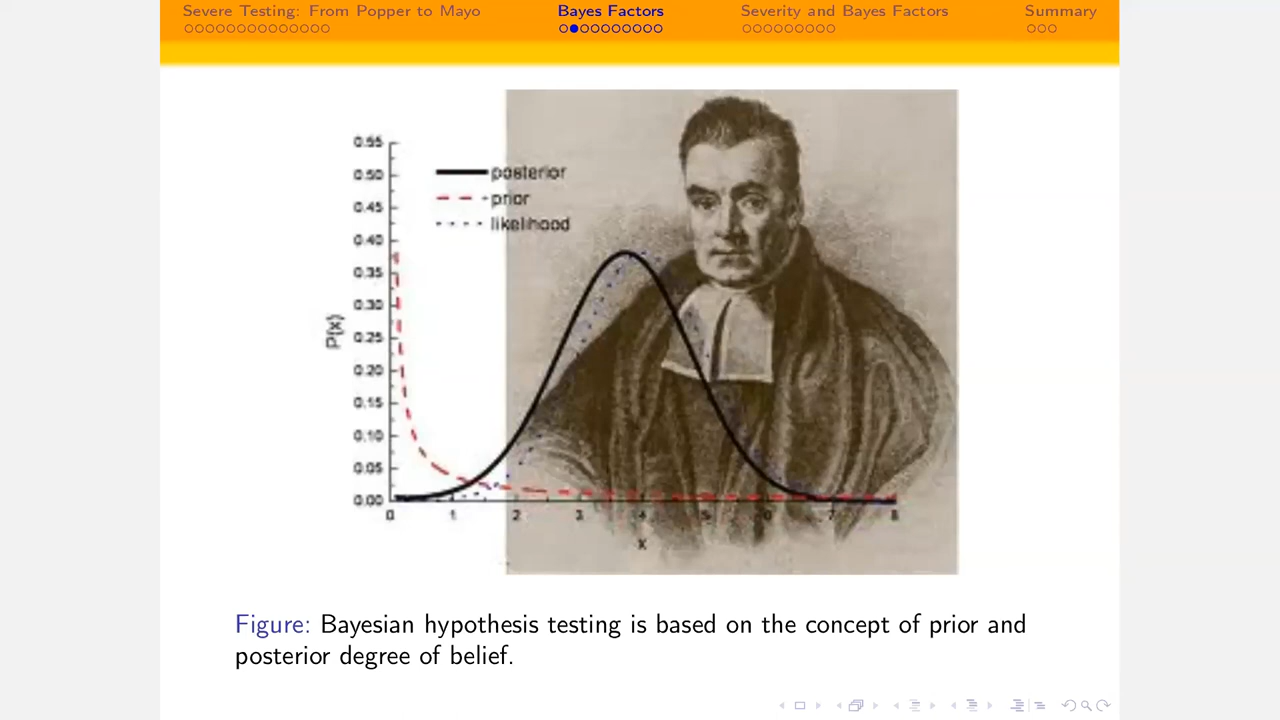 Severe Testing: From Popper to Mayo
Bayes Factors
Severity and Bayes Factors
Summary
posterior
prior
likelihood
0.55
0.50
0.45
0.40
0.35
0.30
0.25
0.20
0.15
0.10
0.05
0.00
P(x)
0 1 2 3 4 5 6 7 8
x
Figure: Bayesian hypothesis testing is based on the concept of prior and
posterior degree of belief.